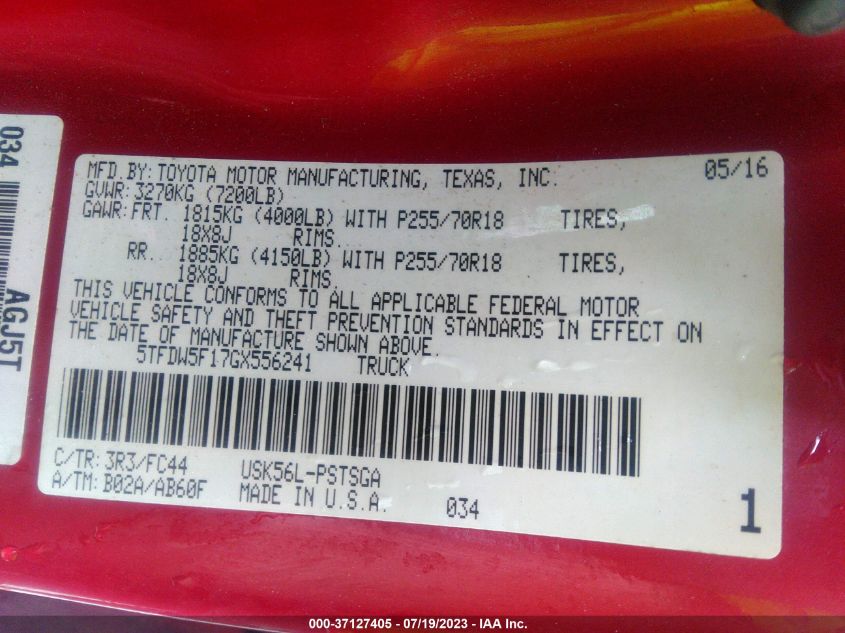 034
AGJ5T
MFD.BY:TOYOTA MOTOR MANUFACTURING, TEXAS, INC. 05/16
GVWR:3270KG (7200LB)
GAWR:FRT. 1815KG (4000LB) WITH P255/70R18 TIRES,
18X8J RIMS.
RR. 1885KG (4150LB) WITH P255/70R18 TIRES,
18X8J RIMS.
THIS VEHICLE CONFORMS TO ALL APPLICABLE FEDERAL MOTOR
VEHICLE SAFETY AND THEFT PREVENTION STANDARDS IN EFFECT ON
THE DATE OF MANUFACTURE SHOWN ABOVE.
5TFDW5F17GX556241 TRUCK
C/TR:3R3/FC44 USK56L-PSTSGA
A/TM:B02A/AB60F MADE IN U.S.A. 034 1
000-37127405 - 07/19/2023 - IAA Inc.